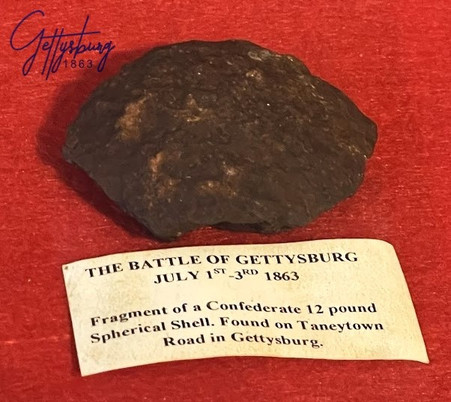 Gettysburg
1863
THE BATTLE OF GETTYSBURG
JULY 1ST-3RD 1863
Fragment of a Confederate 12 pound
Spherical Shell. Found on Taneytown
Road in Gettysburg.